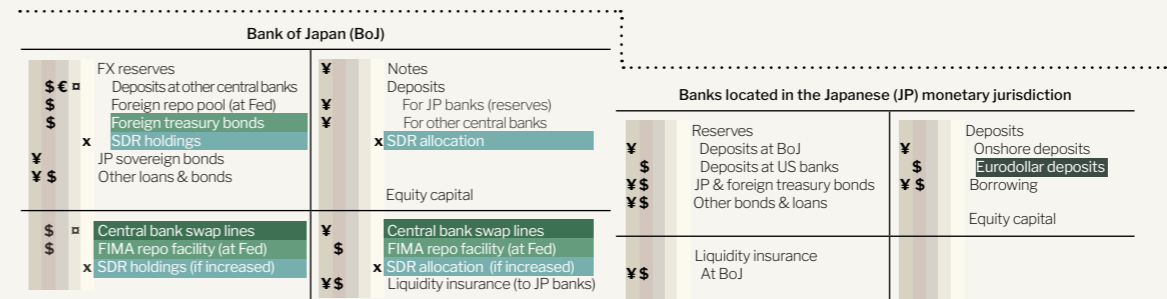 Bank of Japan (BoJ)
FX reserves
$ € ¤ Deposits at other central banks
$ Foreign repo pool (at Fed)
$ Foreign treasury bonds
x SDR holdings
¥ JP sovereign bonds
¥ $ Other loans & bonds
¥ Notes
Deposits
¥ For JP banks (reserves)
¥ For other central banks
x SDR allocation
Equity capital
$ ¤ Central bank swap lines
$ FIMA repo facility (at Fed)
x SDR holdings (if increased)
¥ Central bank swap lines
$ FIMA repo facility (at Fed)
x SDR allocation (if increased)
¥ $ Liquidity insurance (to JP banks)
Banks located in the Japanese (JP) monetary jurisdiction
Reserves
¥ Deposits at BoJ
$ Deposits at US banks
¥ $ JP & foreign treasury bonds
¥ $ Other bonds & loans
Deposits
¥ Onshore deposits
$ Eurodollar deposits
¥ $ Borrowing
Equity capital
Liquidity insurance
¥ $ At BoJ